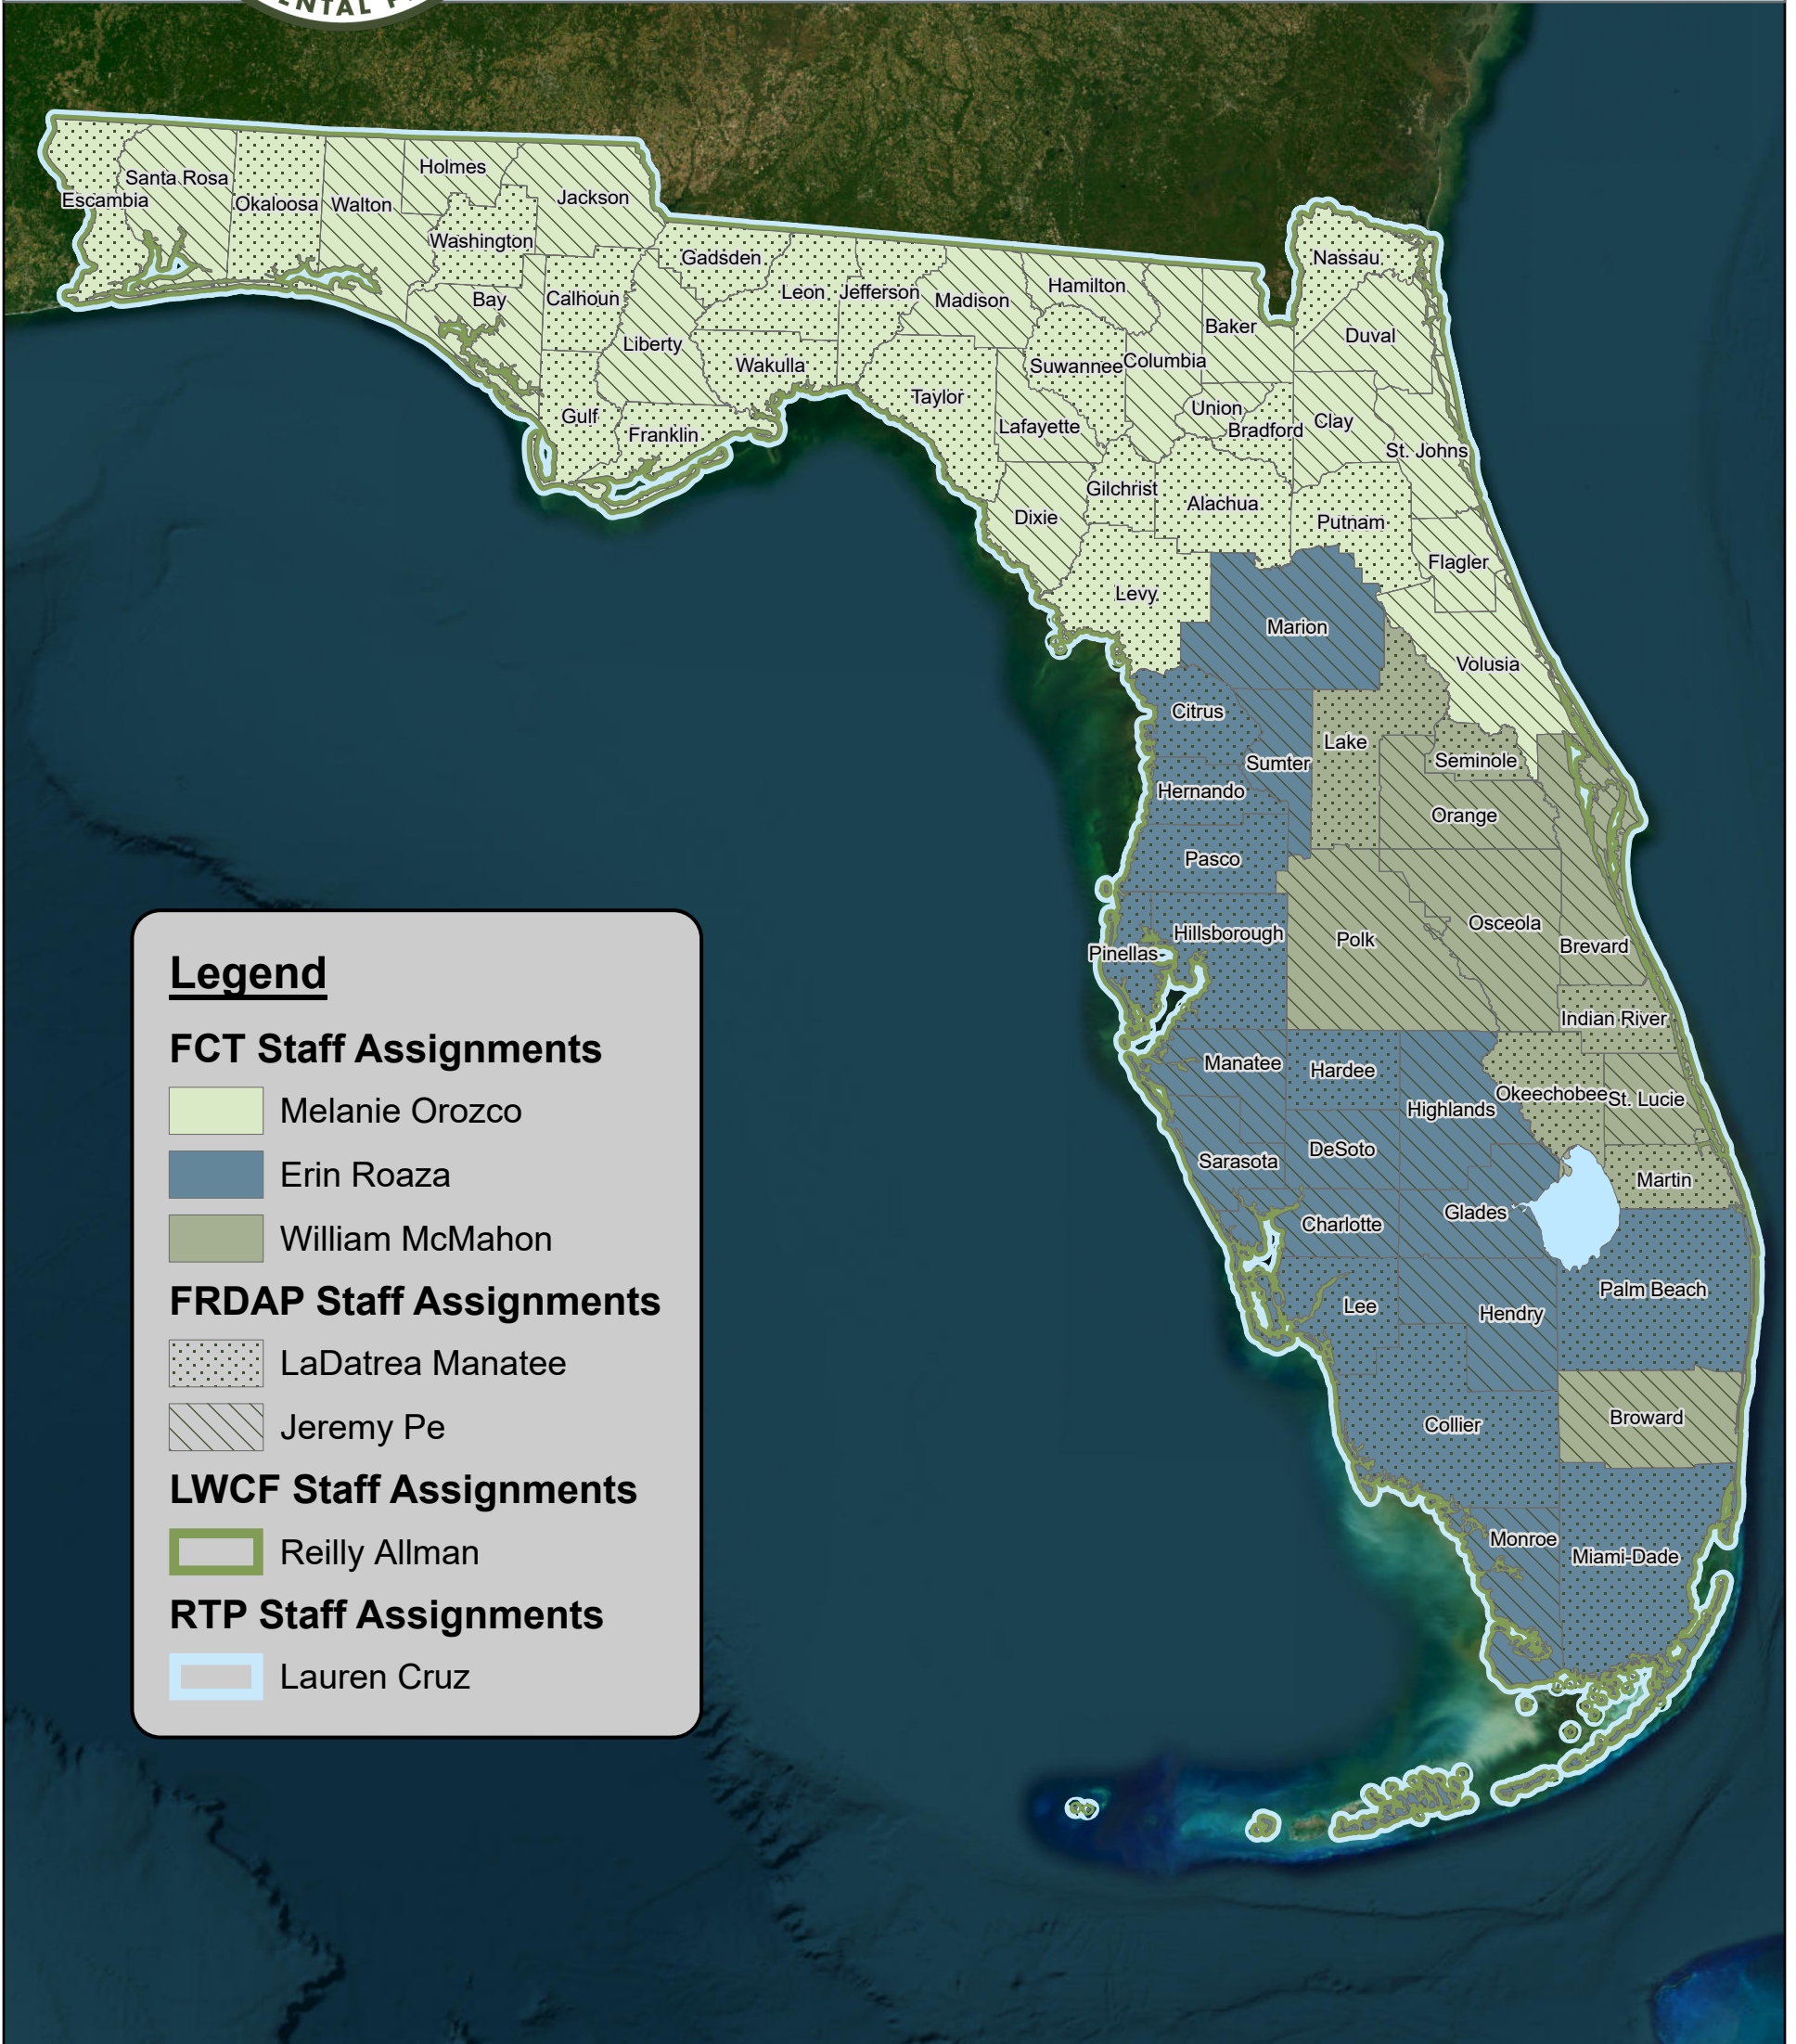 Santa Rosa
Escambia
Okaloosa
Walton
Holmes
Jackson
Washington
Bay
Calhoun
Gadsden
Leon
Jefferson
Madison
Hamilton
Nassau
Baker
Duval
Liberty
Wakulla
Suwannee
Columbia
Taylor
Gulf
Franklin
Lafayette
Union
Bradford
Clay
St. Johns
Gilchrist
Alachua
Dixie
Putnam
Flagler
Levy
Marion
Volusia
Citrus
Lake
Sumter
Seminole
Hernando
Orange
Pasco
Osceola
Hillsborough
Polk
Brevard
Pinellas
Indian River
Manatee
Hardee
Okeechobee
St. Lucie
Highlands
DeSoto
Sarasota
Martin
Glades
Charlotte
Palm Beach
Lee
Hendry
Collier
Broward
Monroe
Miami-Dade
Legend
FCT Staff Assignments
Melanie Orozco
Erin Roaza
William McMahon
FRDAP Staff Assignments
LaDatrea Manatee
Jeremy Pe
LWCF Staff Assignments
Reilly Allman
RTP Staff Assignments
Lauren Cruz